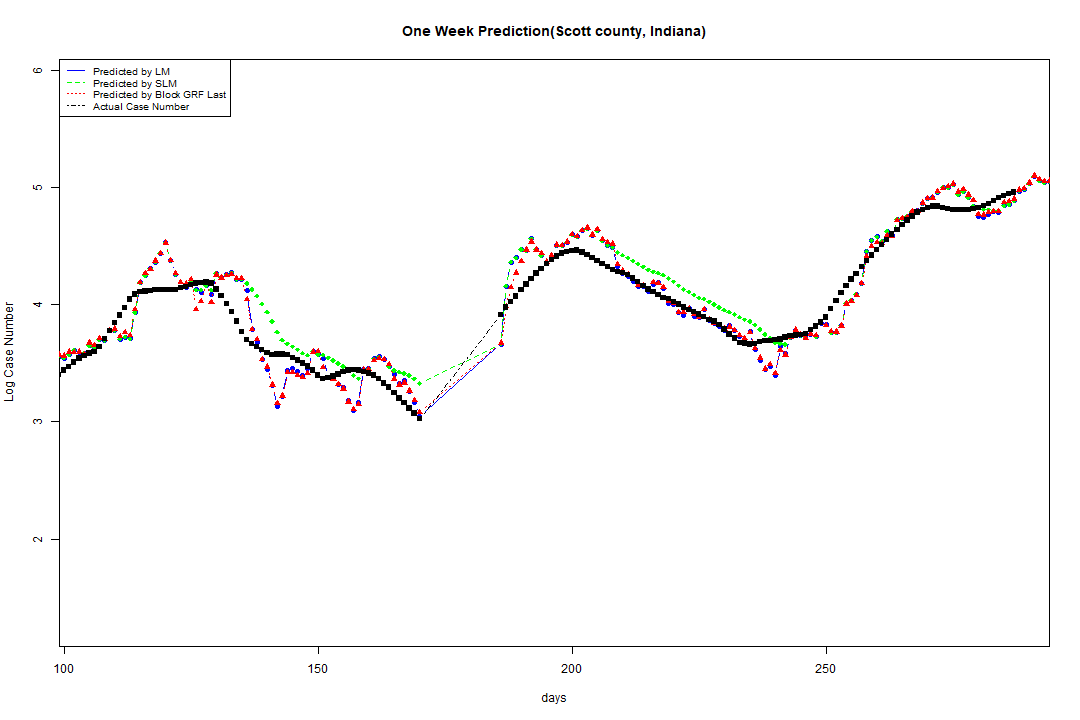 One Week Prediction(Scott county, Indiana)
Predicted by LM
Predicted by SLM
Predicted by Block GRF Last
Actual Case Number
6
5
4
3
2
Log Case Number
100
150
200
250
days